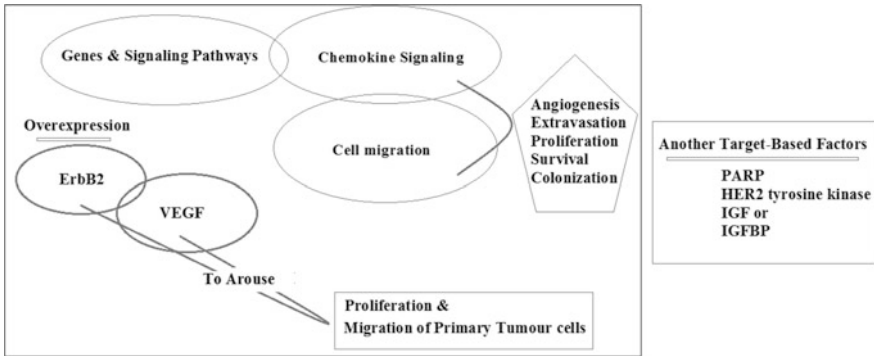 Genes & Signaling Pathways
Chemokine Signaling
Cell migration
Angiogenesis
Extravasation
Proliferation
Survival
Colonization
Overexpression
ErbB2
VEGF
To Arouse
Proliferation &
Migration of Primary Tumour cells
Another Target-Based Factors
PARP
HER2 tyrosine kinase
IGF or
IGFBP